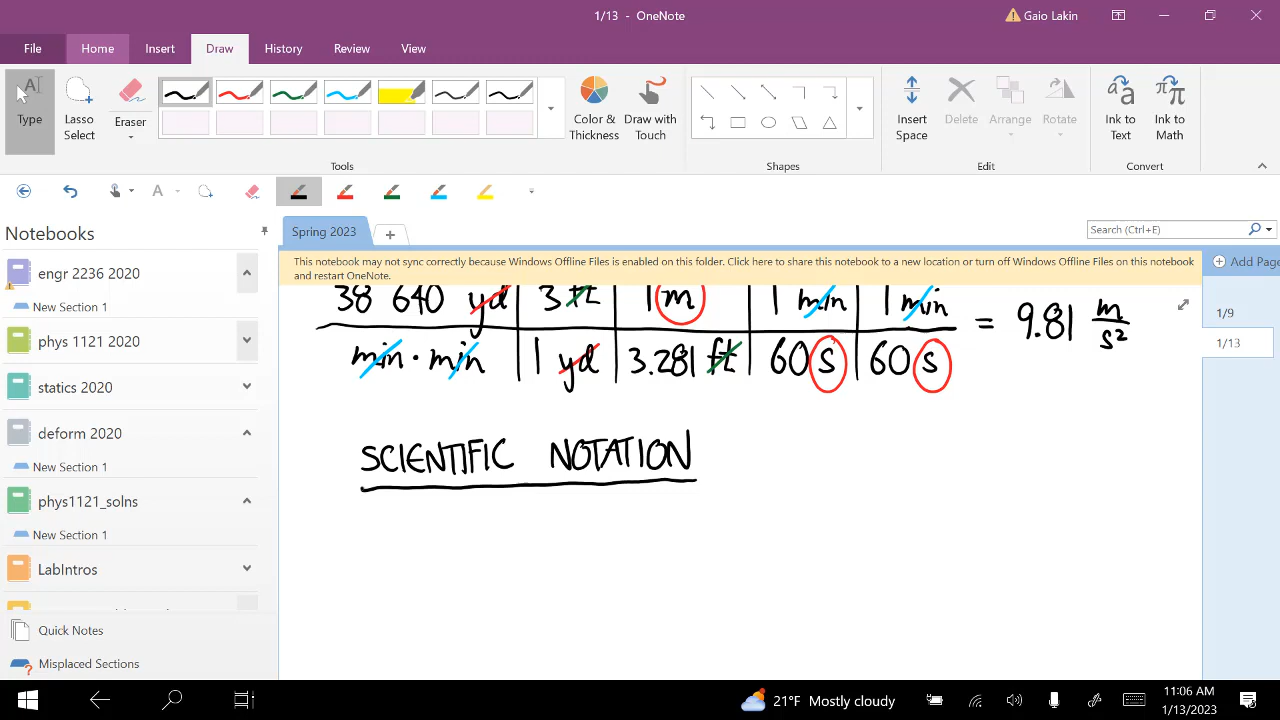 1/13 - OneNote
Gaio Lakin
File Home Insert Draw History Review View
Type
Lasso Select
Eraser
Color & Thickness
Draw with Touch
Insert Space
Delete
Arrange
Rotate
Ink to Text
Ink to Math
Tools
Shapes
Edit
Convert
Notebooks
Spring 2023
Search (Ctrl+E)
This notebook may not sync correctly because Windows Offline Files is enabled on this folder. Click here to share this notebook to a new location or turn off Windows Offline Files on this notebook
and restart OneNote.
Add Page
1/9
1/13
engr 2236 2020
New Section 1
phys 1121 2020
statics 2020
deform 2020
New Section 1
phys1121_solns
New Section 1
LabIntros
Quick Notes
Misplaced Sections
38 640 yd 3 ft 1 m 1 min 1 min
= 9.81 m/s²
min · min 1 yd 3.281 ft 60 s 60 s
SCIENTIFIC NOTATION
21°F Mostly cloudy
11:06 AM
1/13/2023